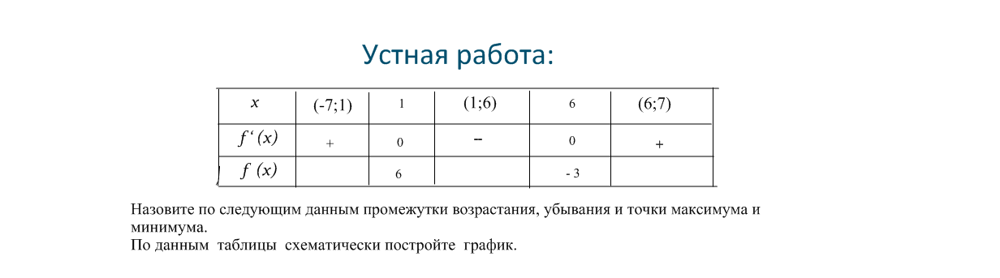 Устная работа:
x (-7;1) 1 (1;6) 6 (6;7)
f‘(x) + 0 – 0 +
f (x) 6 - 3
Назовите по следующим данным промежутки возрастания, убывания и точки максимума и
минимума.
По данным таблицы схематически постройте график.